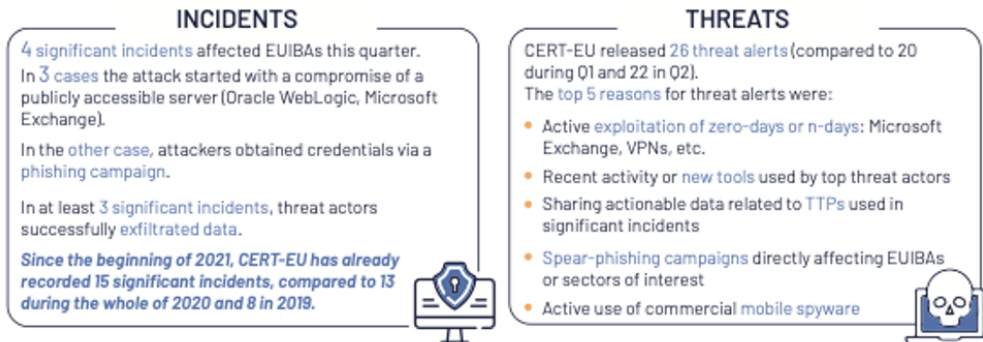 INCIDENTS
4 significant incidents affected EUIBAs this quarter.
In 3 cases the attack started with a compromise of a
publicly accessible server (Oracle WebLogic, Microsoft
Exchange).
In the other case, attackers obtained credentials via a
phishing campaign.
In at least 3 significant incidents, threat actors
successfully exfiltrated data.
Since the beginning of 2021, CERT-EU has already
recorded 15 significant incidents, compared to 13
during the whole of 2020 and 8 in 2019.
THREATS
CERT-EU released 26 threat alerts (compared to 20
during Q1 and 22 in Q2).
The top 5 reasons for threat alerts were:
• Active exploitation of zero-days or n-days: Microsoft
Exchange, VPNs, etc.
• Recent activity or new tools used by top threat actors
• Sharing actionable data related to TTPs used in
significant incidents
• Spear-phishing campaigns directly affecting EUIBAs
or sectors of interest
• Active use of commercial mobile spyware